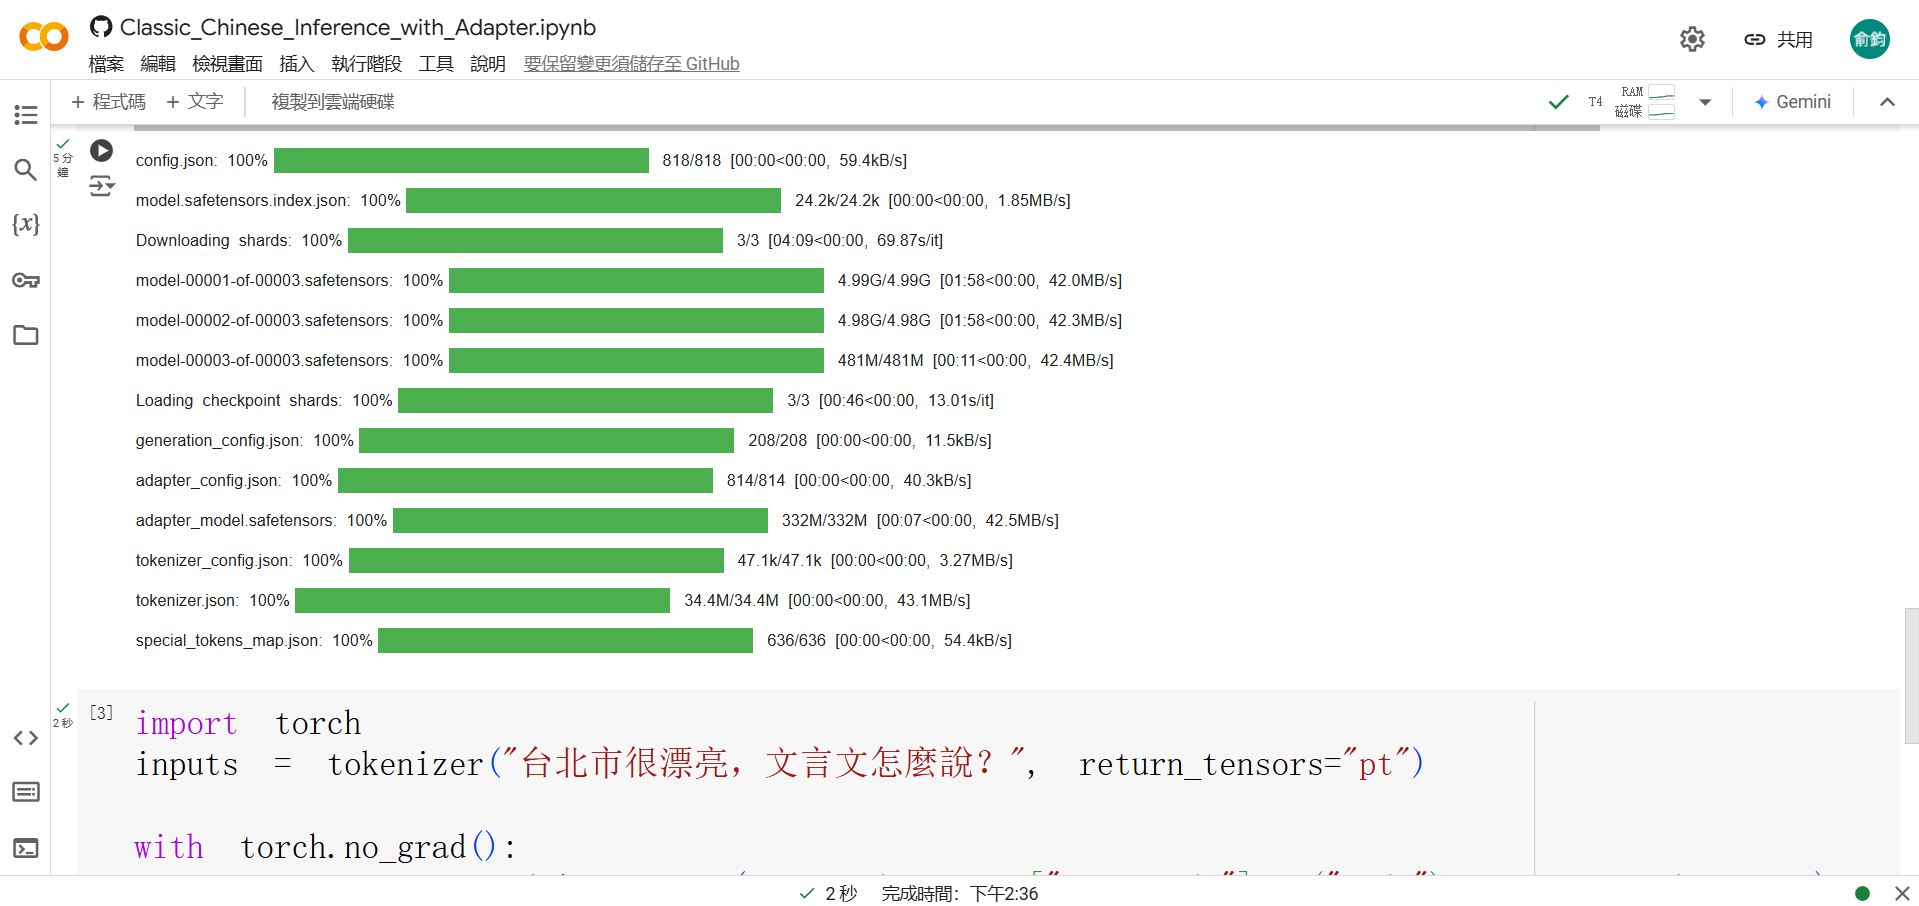 Classic_Chinese_Inference_with_Adapter.ipynb
檔案 編輯 檢視畫面 插入 執行階段 工具 說明 要保留變更須儲存至 GitHub
共用
俞鈞
+ 程式碼 + 文字 複製到雲端硬碟
T4 RAM 磁碟 Gemini
5 分鐘
config.json: 100% 818/818 [00:00<00:00, 59.4kB/s]
model.safetensors.index.json: 100% 24.2k/24.2k [00:00<00:00, 1.85MB/s]
Downloading shards: 100% 3/3 [04:09<00:00, 69.87s/it]
model-00001-of-00003.safetensors: 100% 4.99G/4.99G [01:58<00:00, 42.0MB/s]
model-00002-of-00003.safetensors: 100% 4.98G/4.98G [01:58<00:00, 42.3MB/s]
model-00003-of-00003.safetensors: 100% 481M/481M [00:11<00:00, 42.4MB/s]
Loading checkpoint shards: 100% 3/3 [00:46<00:00, 13.01s/it]
generation_config.json: 100% 208/208 [00:00<00:00, 11.5kB/s]
adapter_config.json: 100% 814/814 [00:00<00:00, 40.3kB/s]
adapter_model.safetensors: 100% 332M/332M [00:07<00:00, 42.5MB/s]
tokenizer_config.json: 100% 47.1k/47.1k [00:00<00:00, 3.27MB/s]
tokenizer.json: 100% 34.4M/34.4M [00:00<00:00, 43.1MB/s]
special_tokens_map.json: 100% 636/636 [00:00<00:00, 54.4kB/s]
2 秒
[3] import torch
inputs = tokenizer("台北市很漂亮，文言文怎麼說？", return_tensors="pt")
with torch.no_grad():
2 秒 完成時間：下午2:36